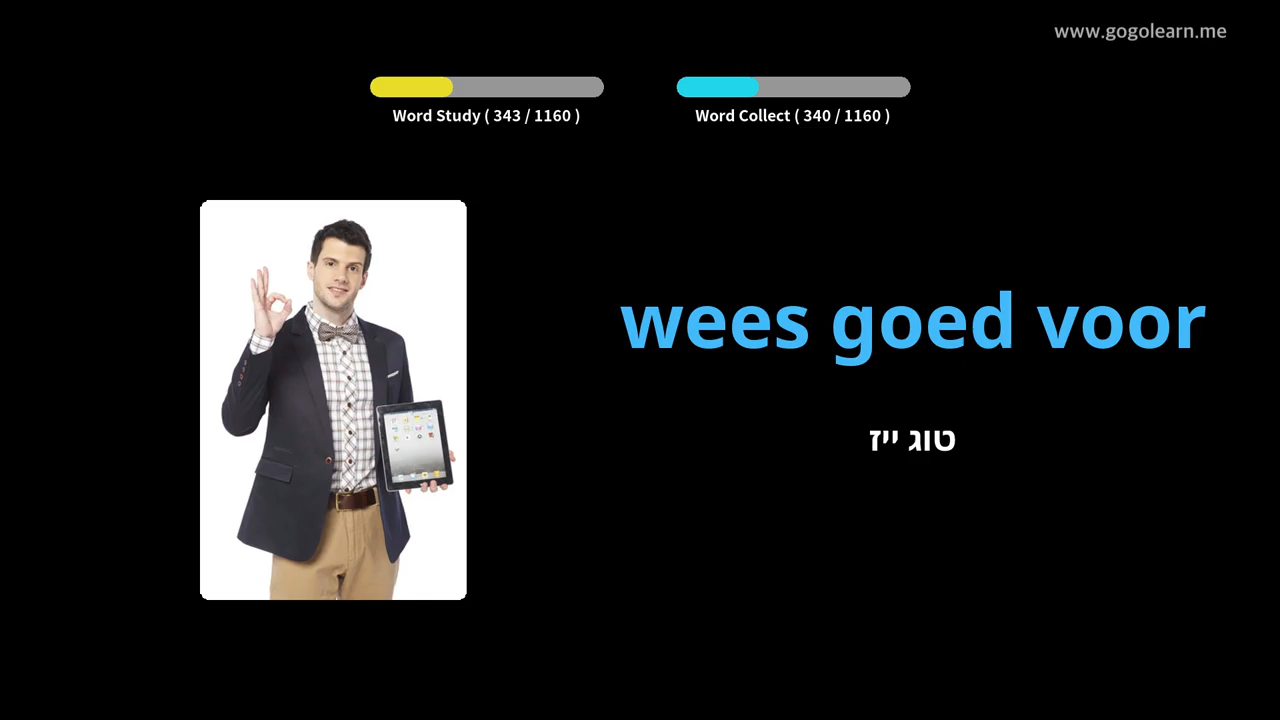 www.gogolearn.me
Word Study ( 343 / 1160 )
Word Collect ( 340 / 1160 )
wees goed voor
טוג ייז